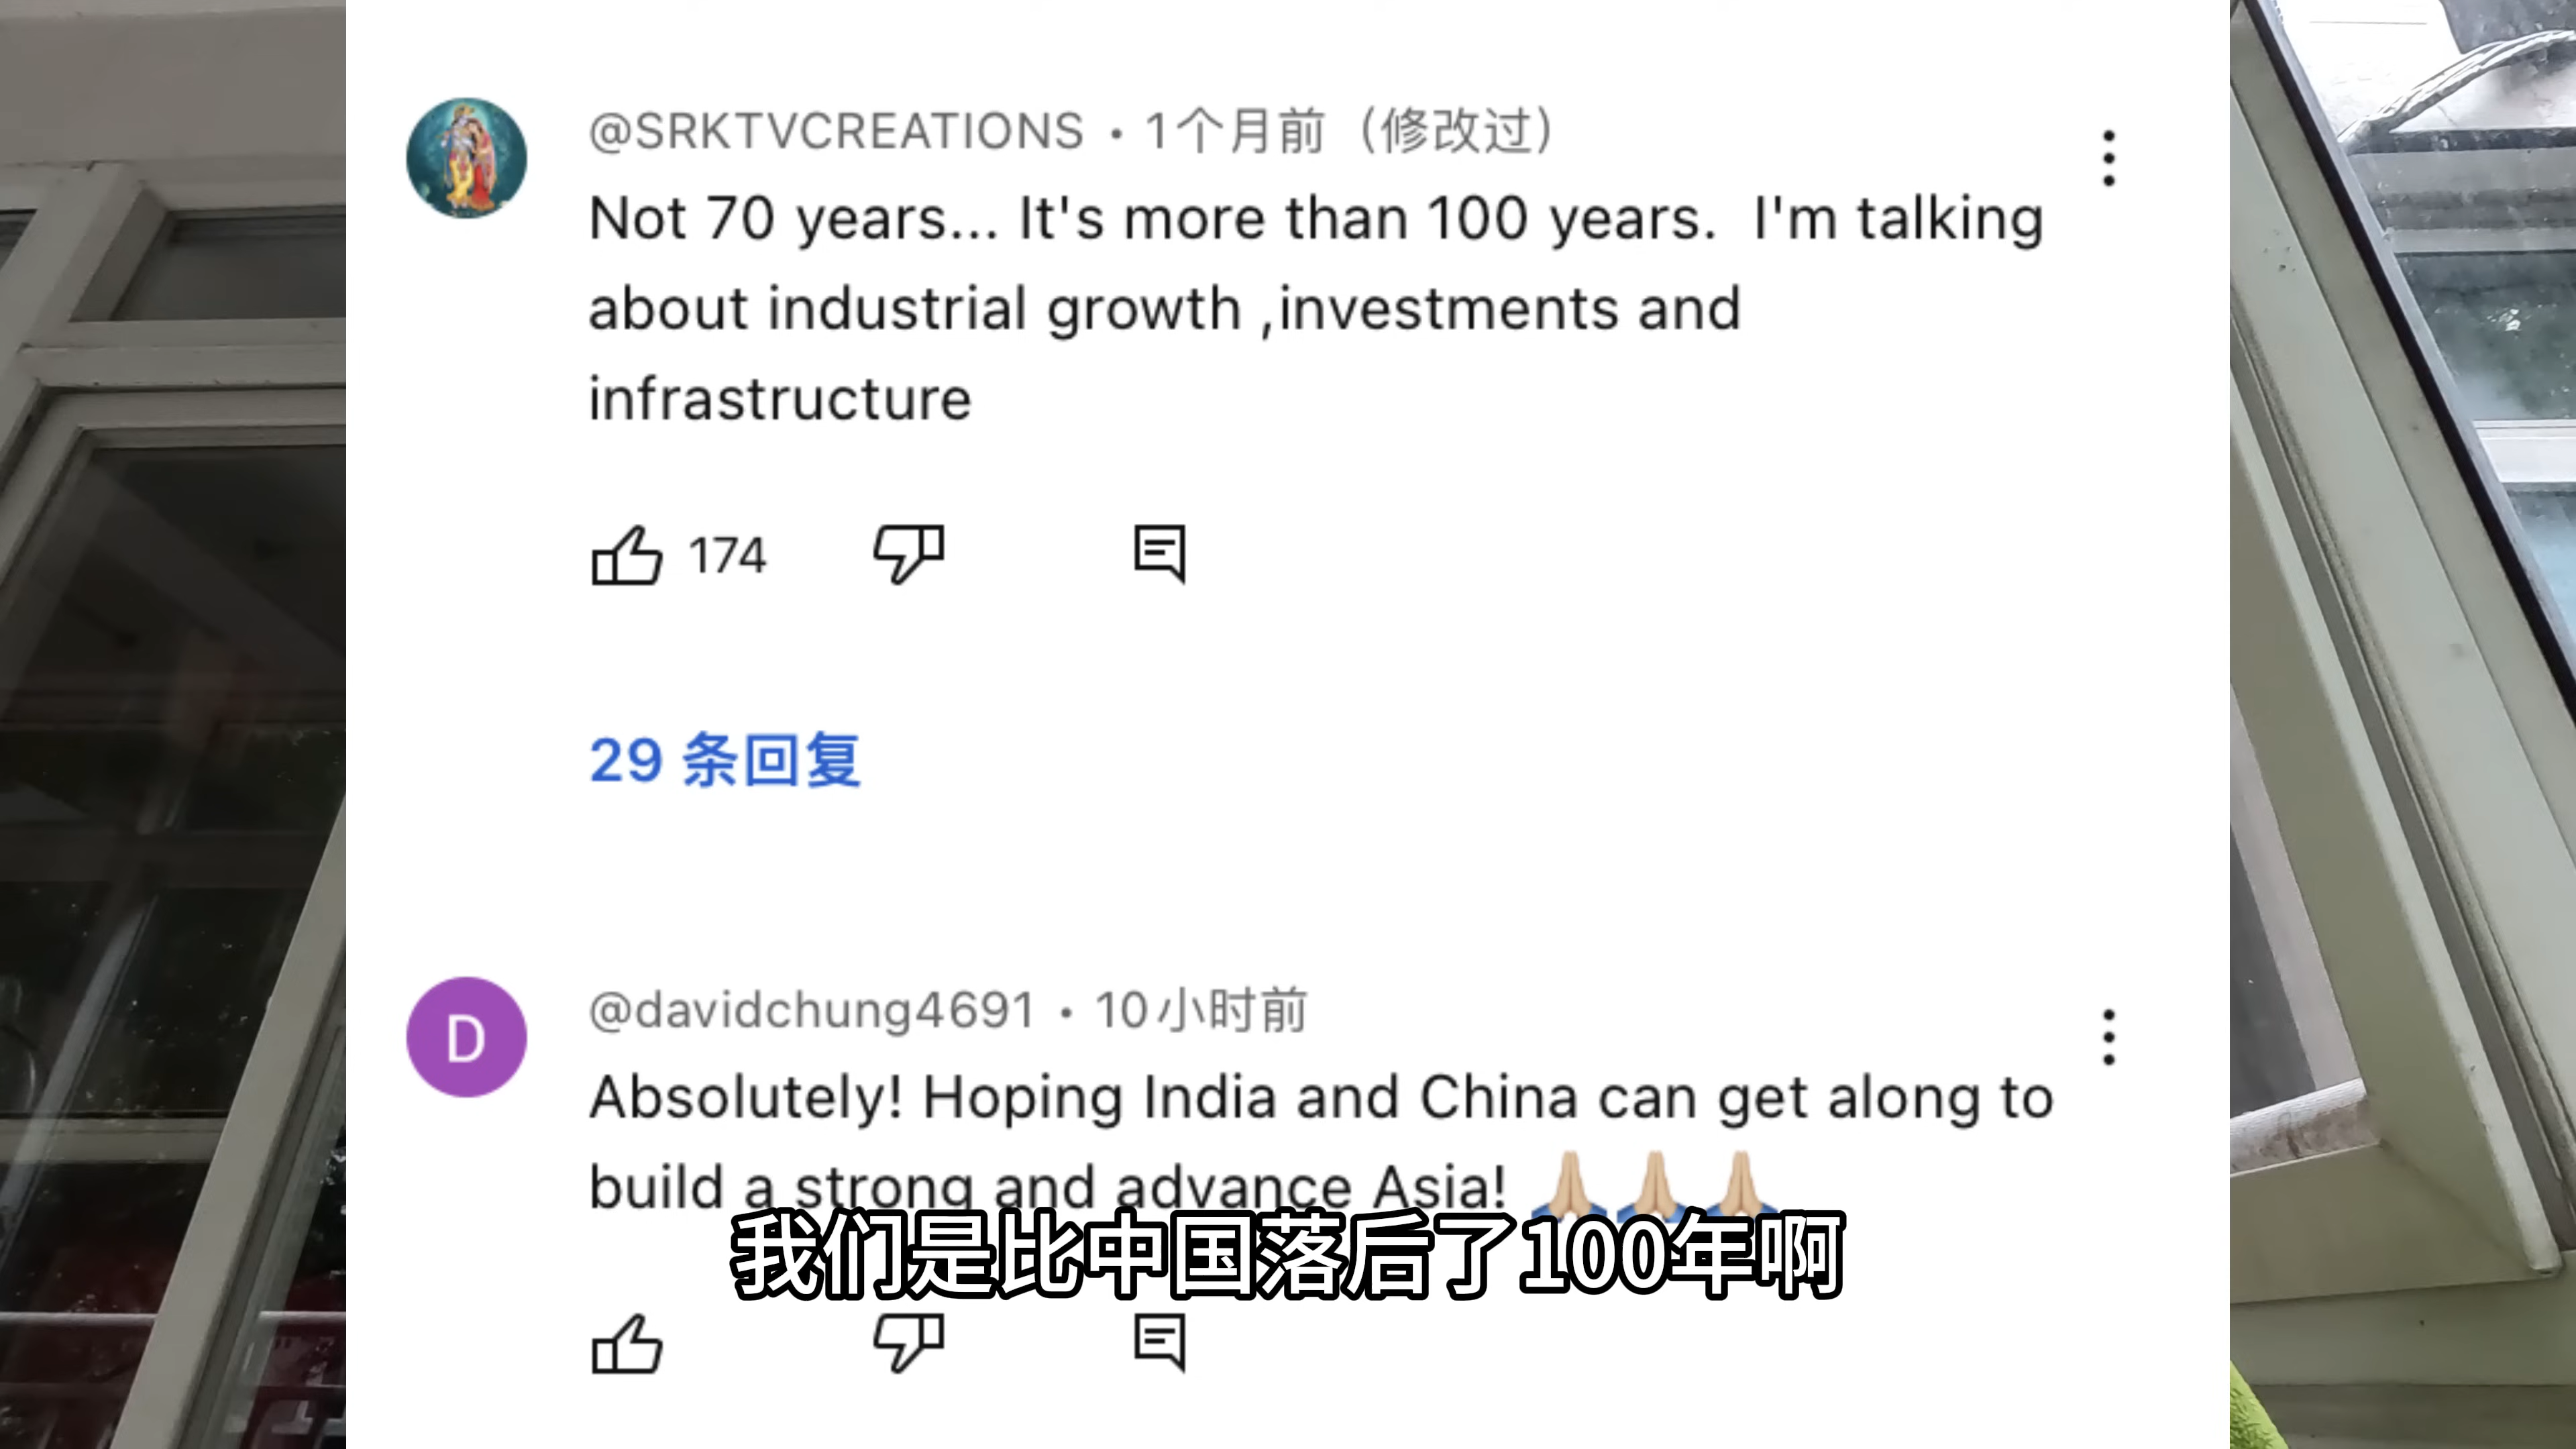 @SRKTVCREATIONS • 1个月前（修改过）
Not 70 years... It's more than 100 years. I'm talking
about industrial growth ,investments and
infrastructure
174
29 条回复
D
@davidchung4691 • 10小时前
Absolutely! Hoping India and China can get along to
build a strong and advance Asia! 🙏🏼🙏🏼🙏🏼
我们是比中国落后了100年啊